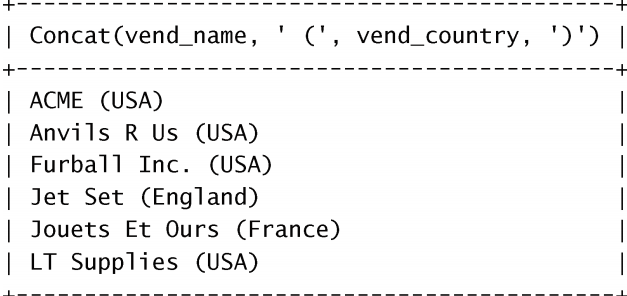 +---------------------------------------------+
| Concat(vend_name, ' (', vend_country, ')') |
+---------------------------------------------+
| ACME (USA) |
| Anvils R Us (USA) |
| Furball Inc. (USA) |
| Jet Set (England) |
| Jouets Et Ours (France) |
| LT Supplies (USA) |
+---------------------------------------------+